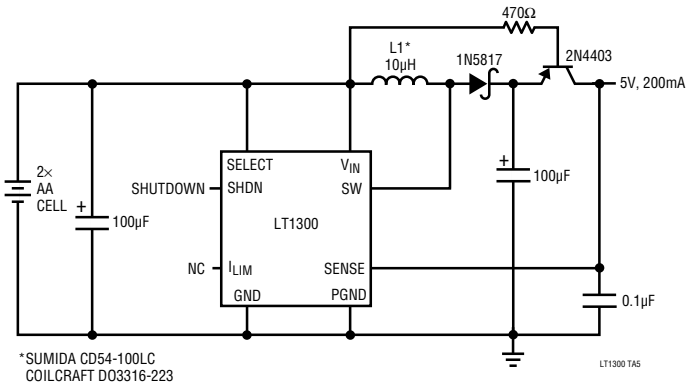 470Ω
L1*
10µH
1N5817
2N4403
5V, 200mA
2×
AA
CELL
+
100µF
SELECT
VIN
SHUTDOWN
SHDN
SW
LT1300
NC
ILIM
SENSE
GND
PGND
+
100µF
0.1µF
*SUMIDA CD54-100LC
COILCRAFT DO3316-223
LT1300 TA5